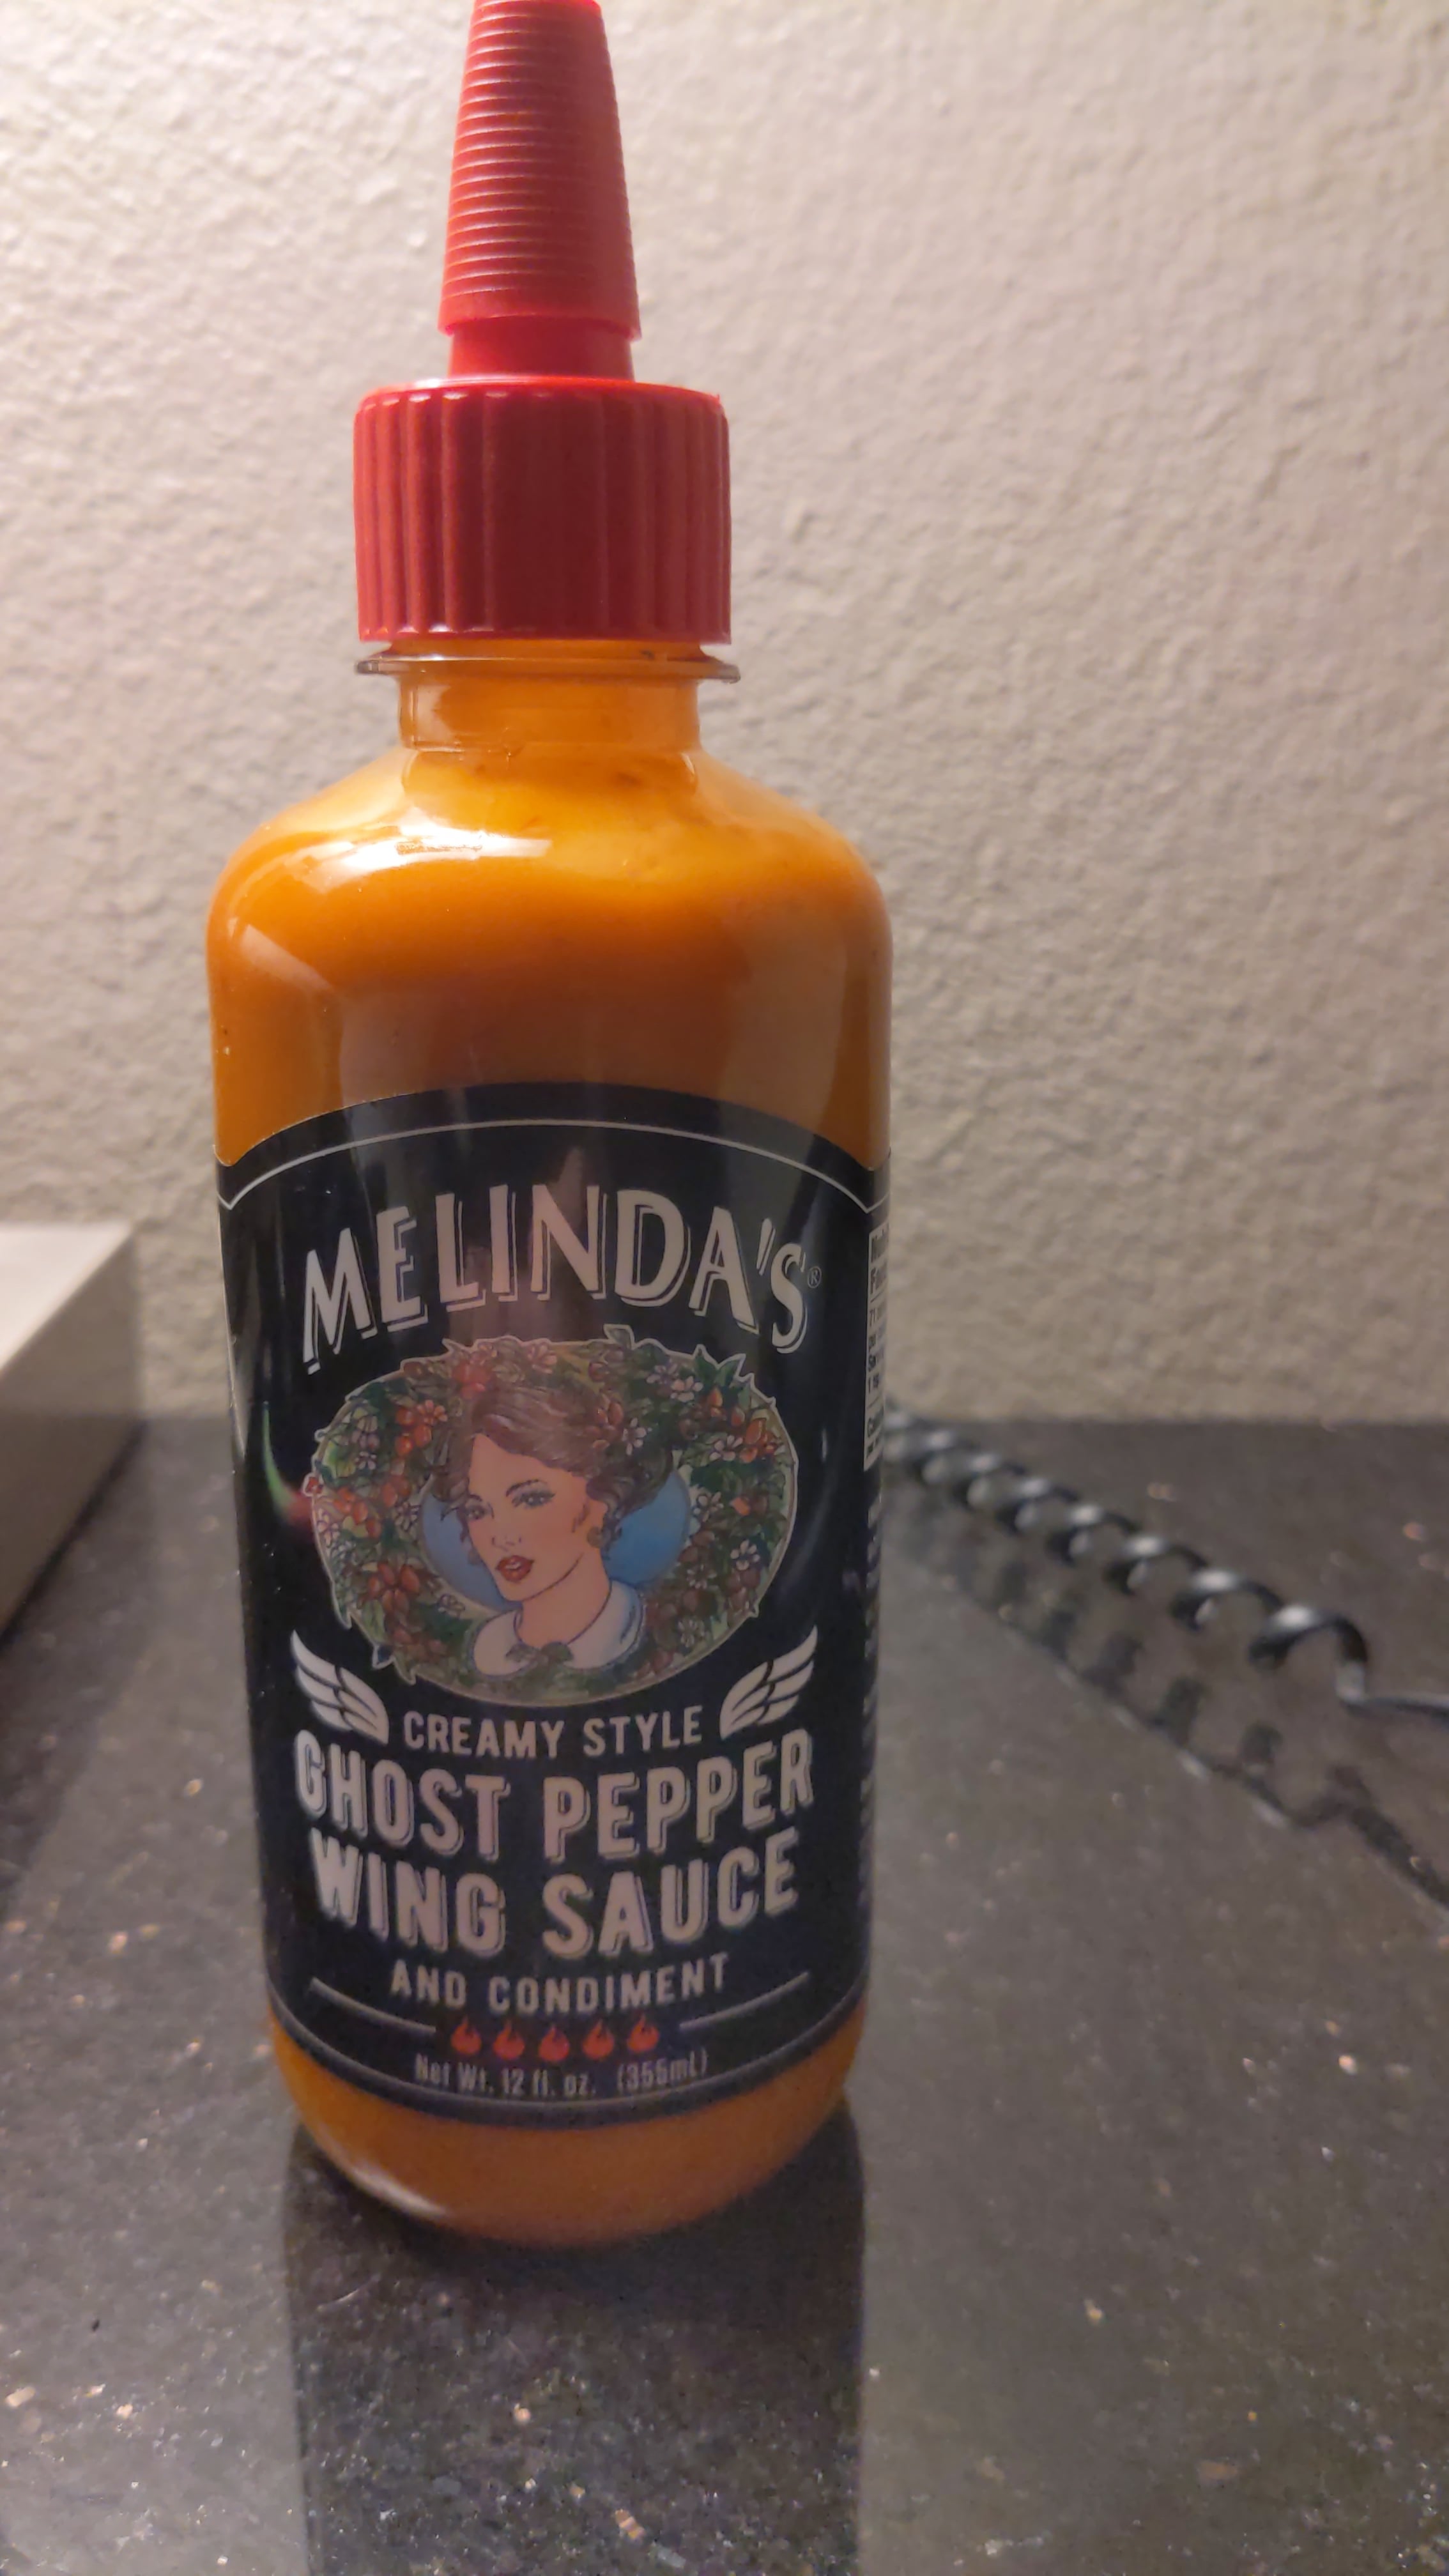 MELINDA'S®
CREAMY STYLE
GHOST PEPPER
WING SAUCE
AND CONDIMENT
Net Wt. 12 fl. oz. (355mL)